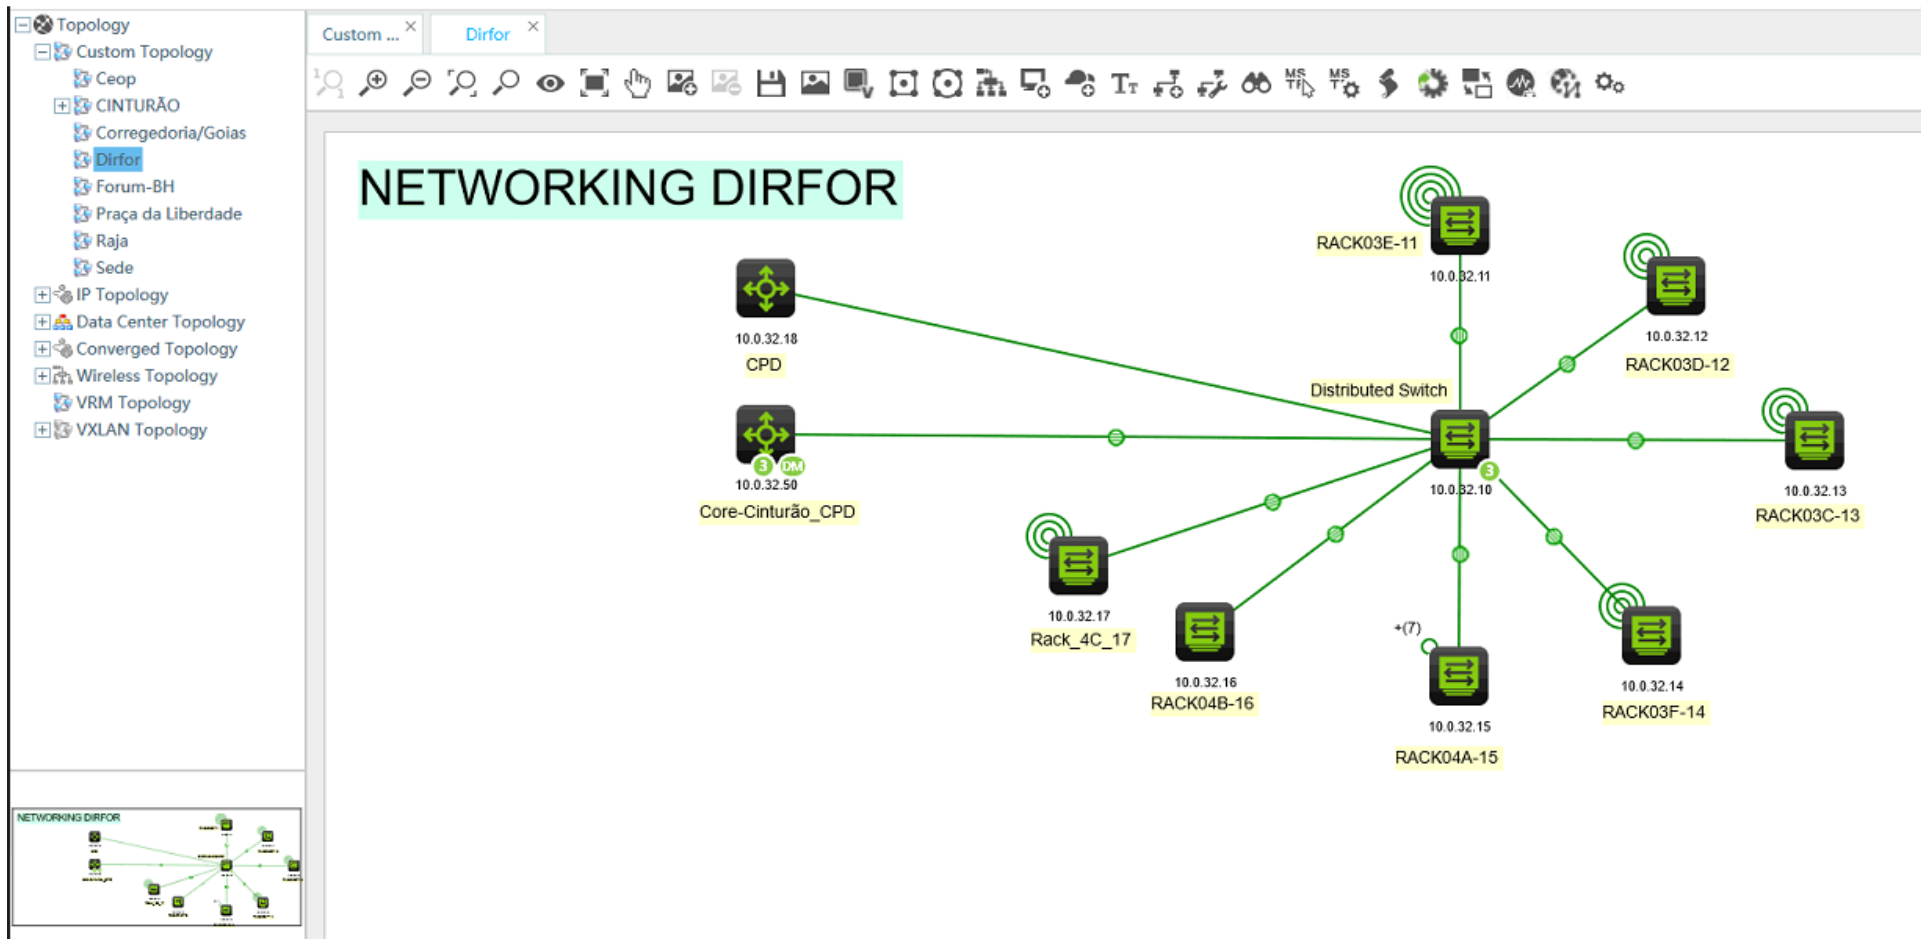 Topology
Custom Topology
Ceop
CINTURÃO
Corregedoria/Goias
Dirfor
Forum-BH
Praça da Liberdade
Raja
Sede
IP Topology
Data Center Topology
Converged Topology
Wireless Topology
VRM Topology
VXLAN Topology
Custom ...
Dirfor
NETWORKING DIRFOR
RACK03E-11
10.0.32.11
10.0.32.12
RACK03D-12
10.0.32.18
CPD
Distributed Switch
10.0.32.10
3
3
DM
10.0.32.50
Core-Cinturão_CPD
10.0.32.13
RACK03C-13
10.0.32.17
Rack_4C_17
10.0.32.16
RACK04B-16
+(7)
10.0.32.15
RACK04A-15
10.0.32.14
RACK03F-14
NETWORKING DIRFOR